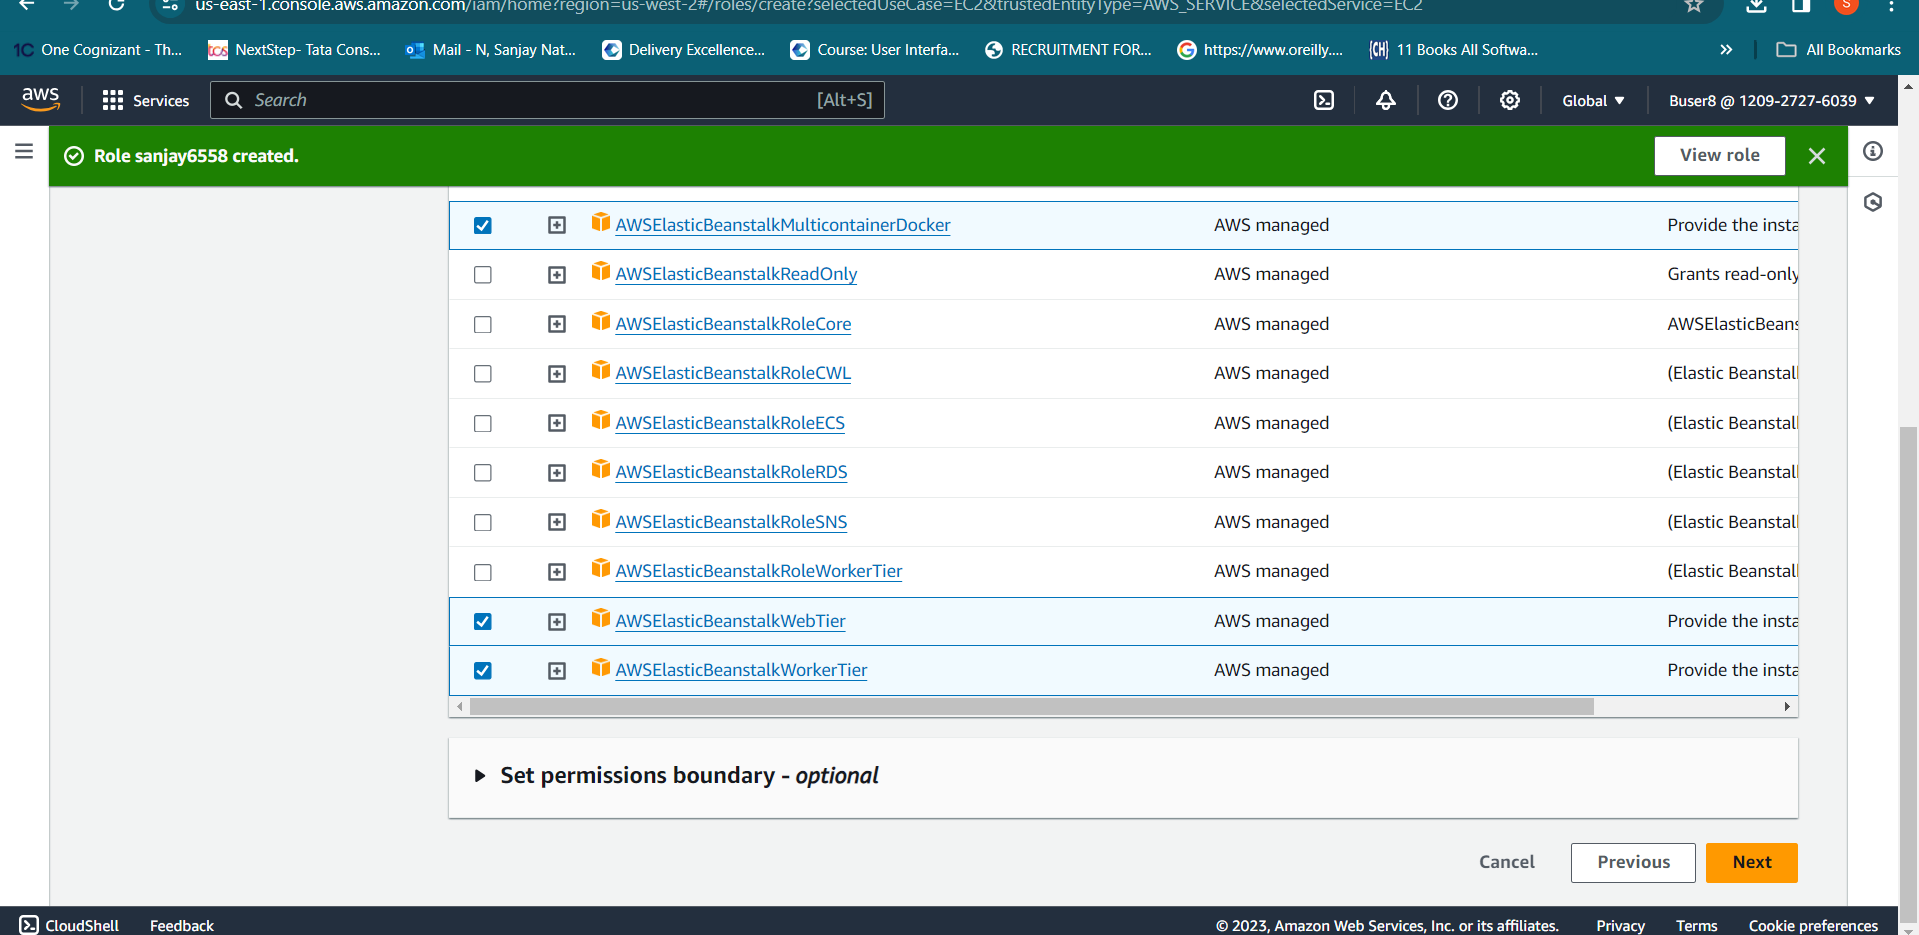 us-east-1.console.aws.amazon.com/iam/home?region=us-west-2#/roles/create?selectedUseCase=EC2&trustedEntityType=AWS_SERVICE&selectedService=EC2
S
1C One Cognizant - Th... tcs NextStep- Tata Cons... Mail - N, Sanjay Nat... Delivery Excellence... Course: User Interfa... RECRUITMENT FOR... https://www.oreilly.... {CH} 11 Books All Softwa... » All Bookmarks
aws Services Search [Alt+S] Global ▼ Buser8 @ 1209-2727-6039 ▼
Role sanjay6558 created. View role
AWSElasticBeanstalkMulticontainerDocker AWS managed Provide the insta
AWSElasticBeanstalkReadOnly AWS managed Grants read-only
AWSElasticBeanstalkRoleCore AWS managed AWSElasticBeans
AWSElasticBeanstalkRoleCWL AWS managed (Elastic Beanstal
AWSElasticBeanstalkRoleECS AWS managed (Elastic Beanstal
AWSElasticBeanstalkRoleRDS AWS managed (Elastic Beanstal
AWSElasticBeanstalkRoleSNS AWS managed (Elastic Beanstal
AWSElasticBeanstalkRoleWorkerTier AWS managed (Elastic Beanstal
AWSElasticBeanstalkWebTier AWS managed Provide the insta
AWSElasticBeanstalkWorkerTier AWS managed Provide the insta
Set permissions boundary - optional
Cancel Previous Next
CloudShell Feedback © 2023, Amazon Web Services, Inc. or its affiliates. Privacy Terms Cookie preferences